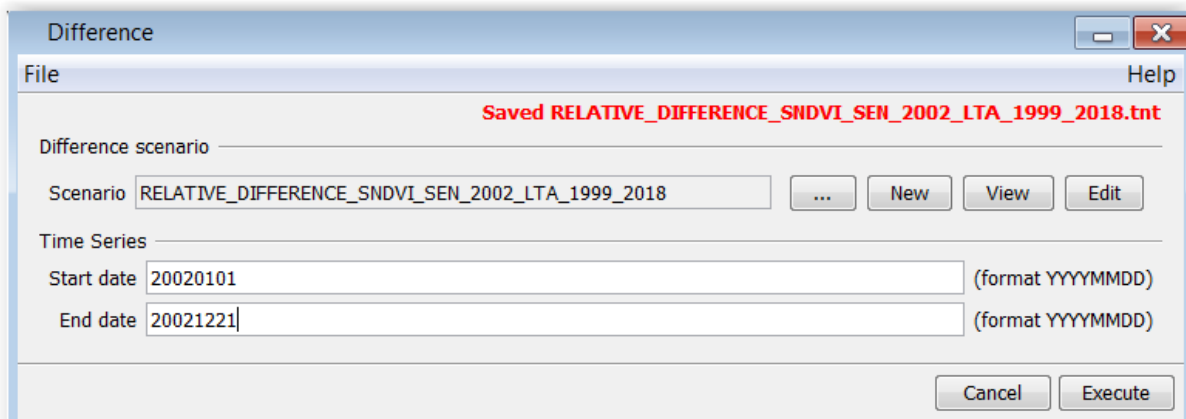 Difference
File Help
Saved RELATIVE_DIFFERENCE_SNDVI_SEN_2002_LTA_1999_2018.tnt
Difference scenario
Scenario RELATIVE_DIFFERENCE_SNDVI_SEN_2002_LTA_1999_2018 ... New View Edit
Time Series
Start date 20020101 (format YYYYMMDD)
End date 20021221 (format YYYYMMDD)
Cancel Execute